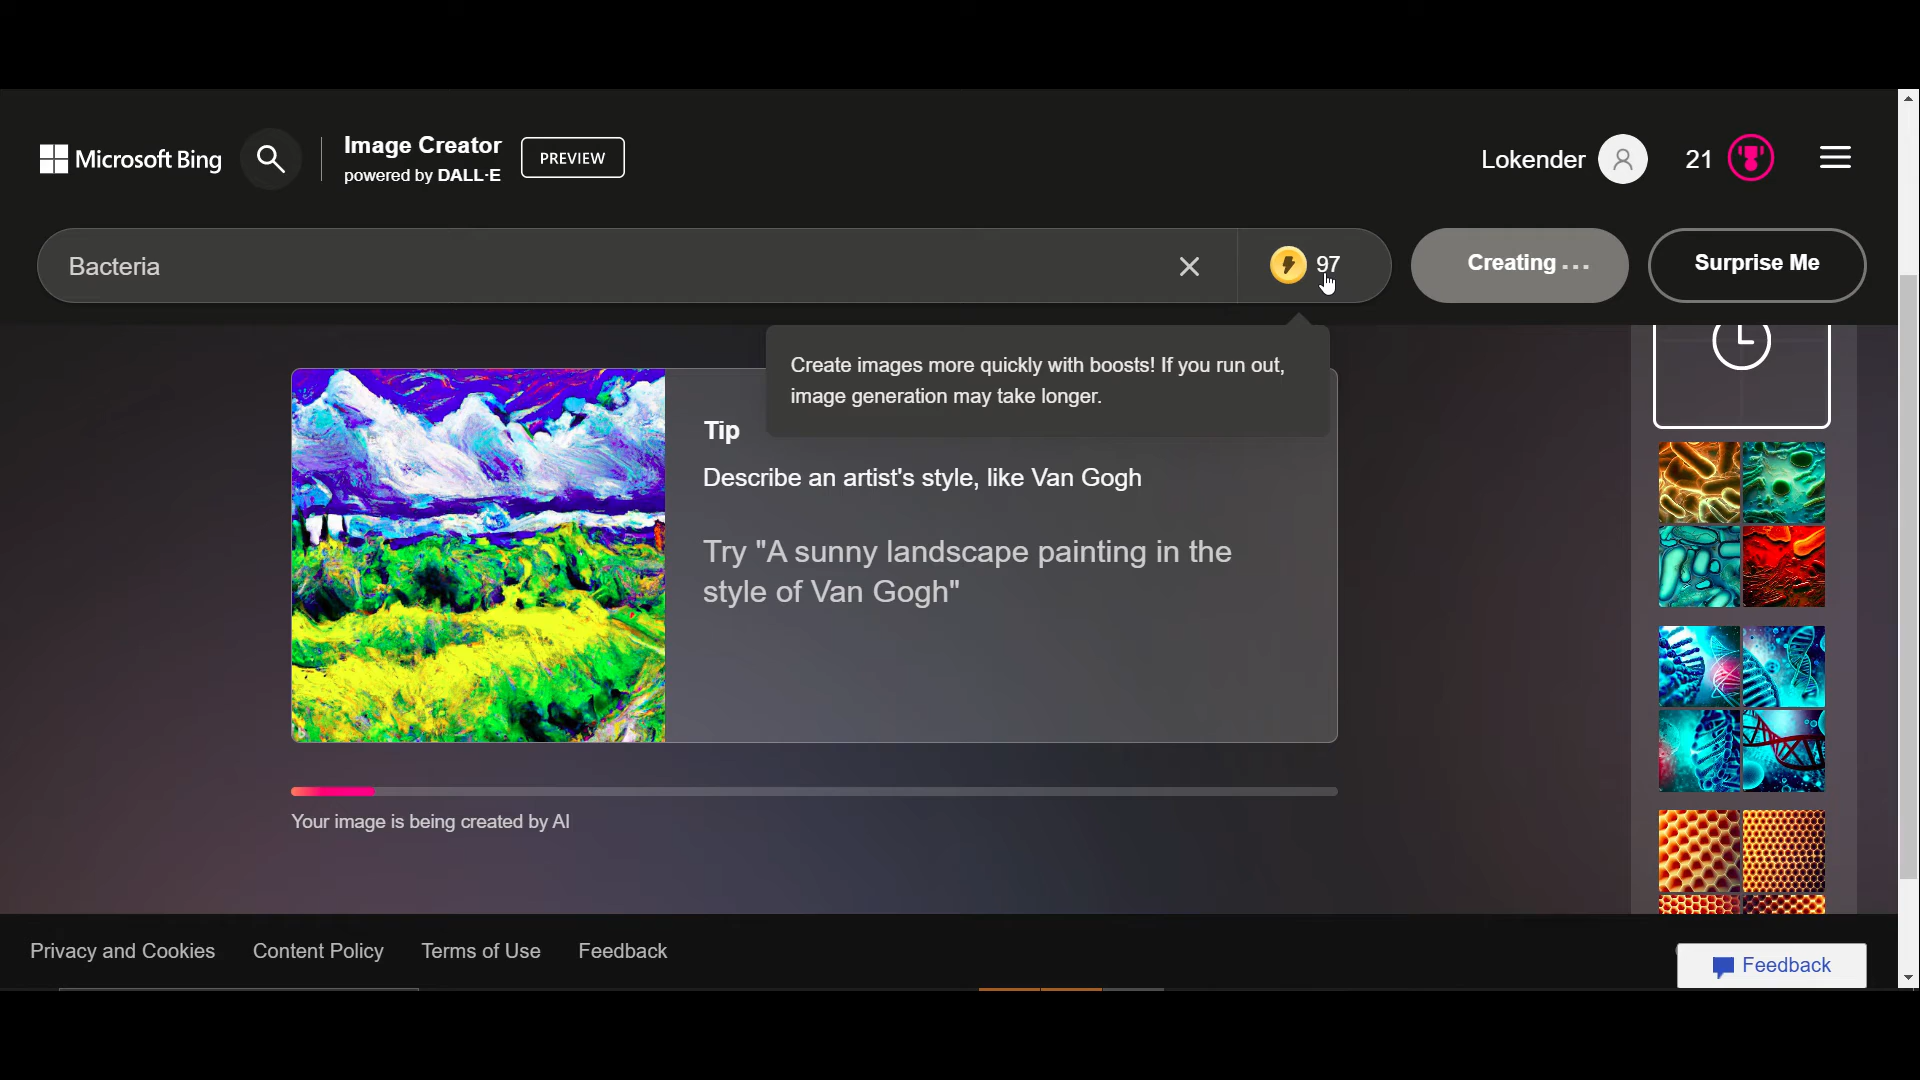 Microsoft Bing
Image Creator
powered by DALL·E
PREVIEW
Lokender
21
Bacteria
97
Creating...
Surprise Me
Create images more quickly with boosts! If you run out,
image generation may take longer.
Tip
Describe an artist's style, like Van Gogh
Try "A sunny landscape painting in the
style of Van Gogh"
Your image is being created by AI
Privacy and Cookies
Content Policy
Terms of Use
Feedback
Feedback